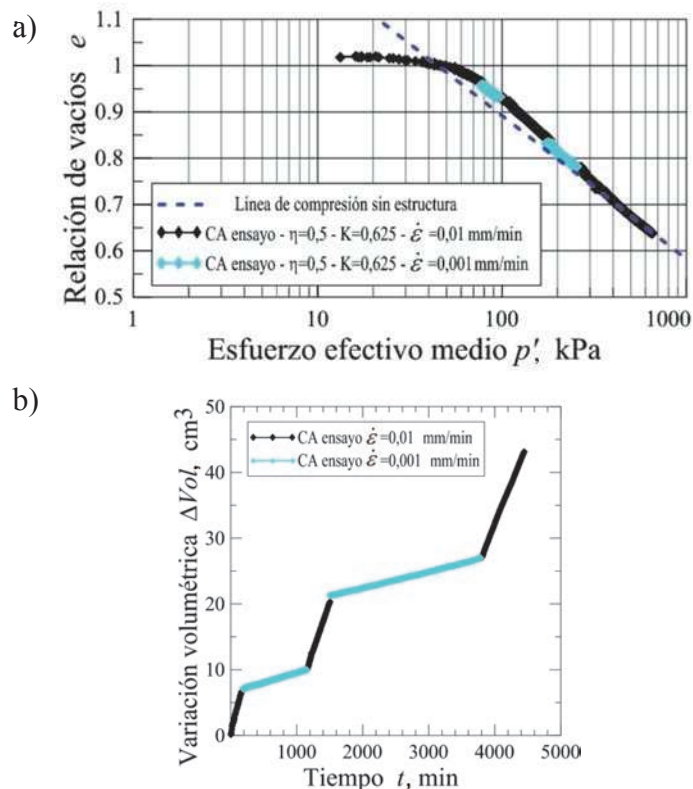 a)
1.1
1
0.9
0.8
0.7
0.6
0.5
Relación de vacíos e
Linea de compresión sin estructura
CA ensayo - η=0,5 - K=0,625 - ε̇ =0,01 mm/min
CA ensayo - η=0,5 - K=0,625 - ε̇ =0,001 mm/min
1 10 100 1000
Esfuerzo efectivo medio p', kPa
b)
50
40
30
20
10
0
Variación volumétrica ΔVol, cm3
CA ensayo ε̇ =0,01 mm/min
CA ensayo ε̇ =0,001 mm/min
1000 2000 3000 4000 5000
Tiempo t, min